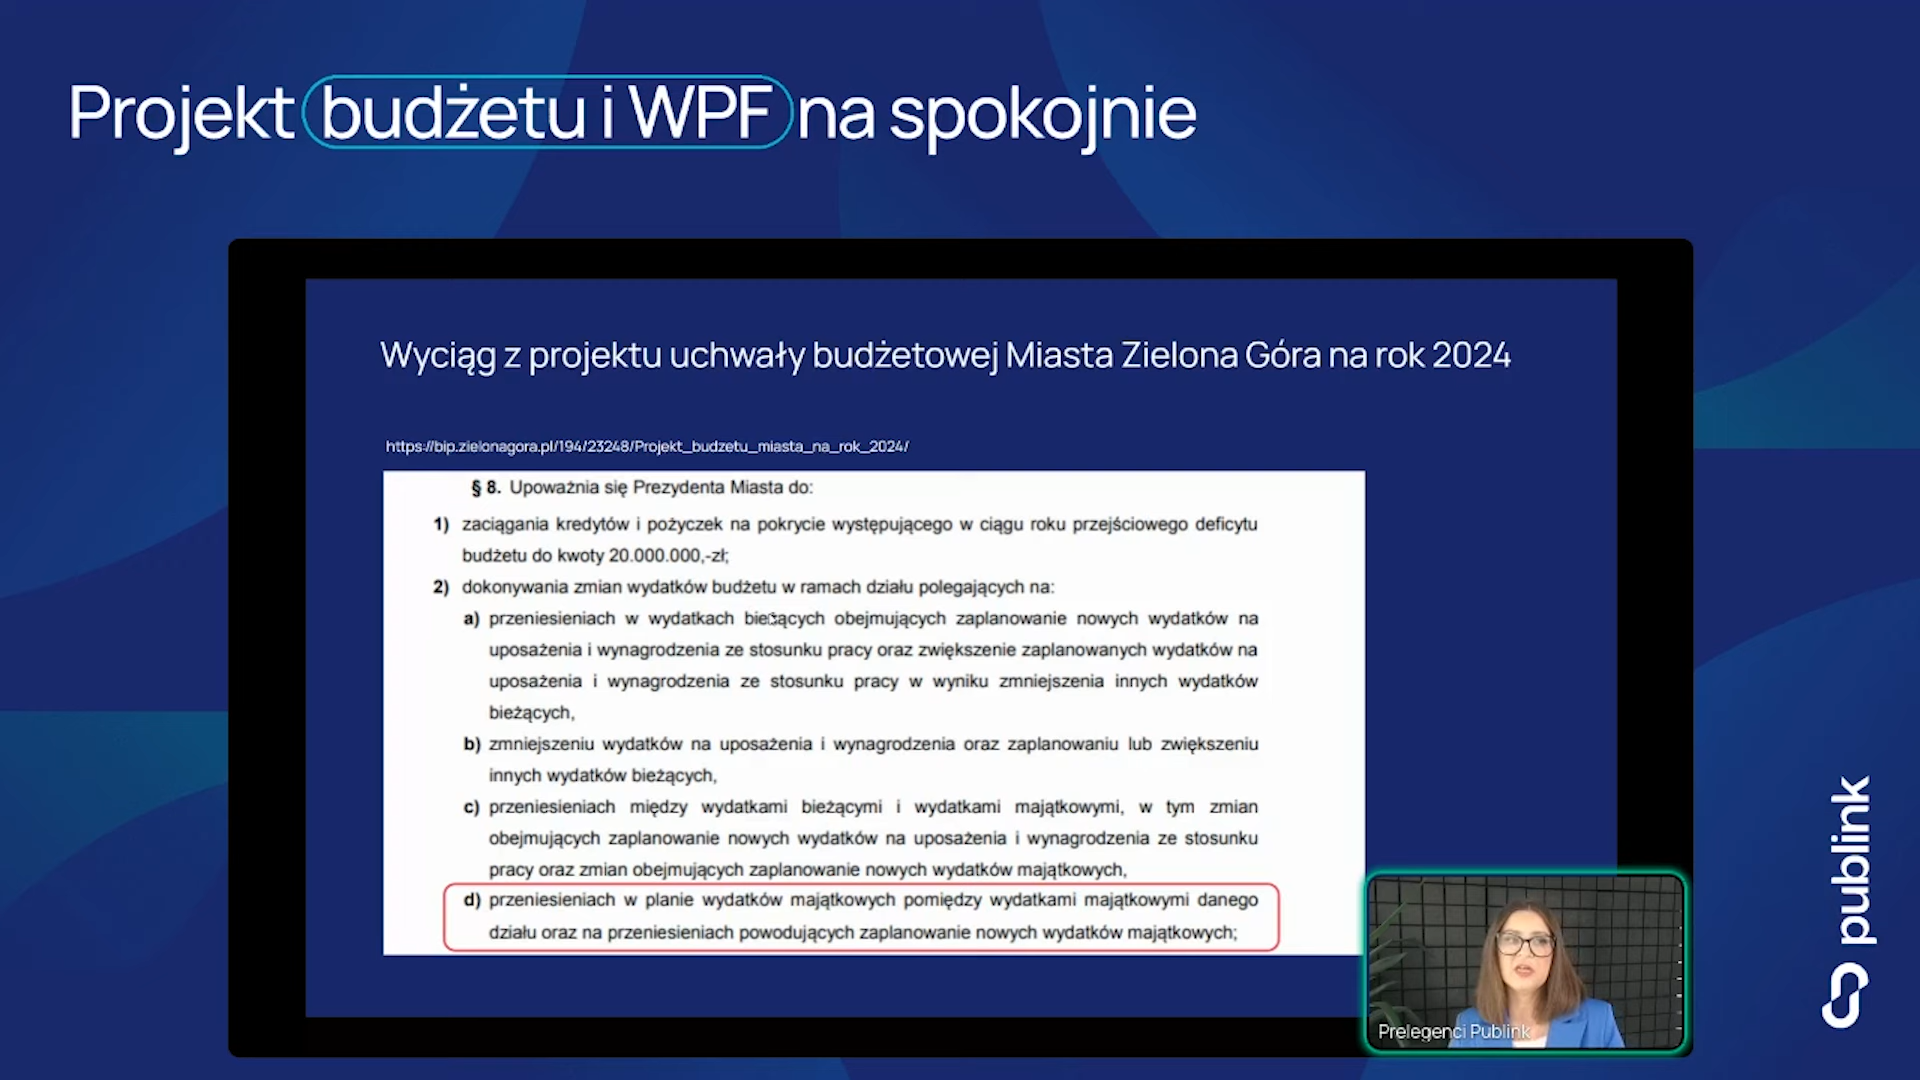 Projekt budżetu i WPF na spokojnie
Wyciąg z projektu uchwały budżetowej Miasta Zielona Góra na rok 2024
https://bip.zielonagora.pl/194/23248/Projekt_budzetu_miasta_na_rok_2024/
§ 8. Upoważnia się Prezydenta Miasta do:
1) zaciągania kredytów i pożyczek na pokrycie występującego w ciągu roku przejściowego deficytu
budżetu do kwoty 20.000.000,-zł;
2) dokonywania zmian wydatków budżetu w ramach działu polegających na:
a) przeniesieniach w wydatkach bieżących obejmujących zaplanowanie nowych wydatków na
uposażenia i wynagrodzenia ze stosunku pracy oraz zwiększenie zaplanowanych wydatków na
uposażenia i wynagrodzenia ze stosunku pracy w wyniku zmniejszenia innych wydatków
bieżących,
b) zmniejszeniu wydatków na uposażenia i wynagrodzenia oraz zaplanowaniu lub zwiększeniu
innych wydatków bieżących,
c) przeniesieniach między wydatkami bieżącymi i wydatkami majątkowymi, w tym zmian
obejmujących zaplanowanie nowych wydatków na uposażenia i wynagrodzenia ze stosunku
pracy oraz zmian obejmujących zaplanowanie nowych wydatków majątkowych,
d) przeniesieniach w planie wydatków majątkowych pomiędzy wydatkami majątkowymi danego
działu oraz na przeniesieniach powodujących zaplanowanie nowych wydatków majątkowych;
Prelegenci Publink
publink